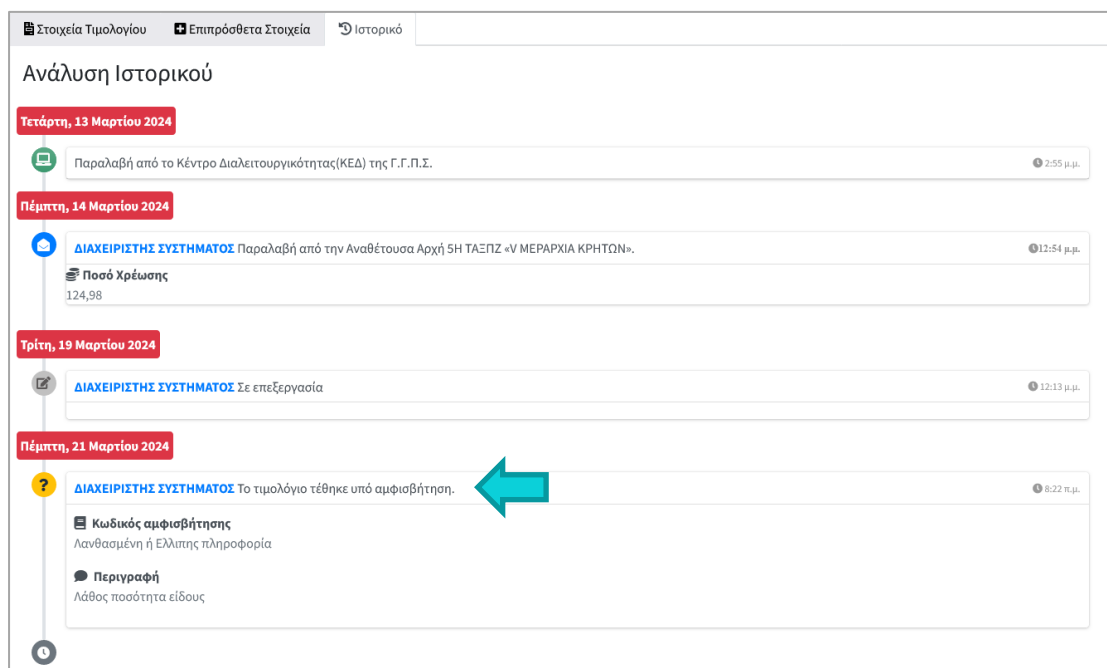 Στοιχεία Τιμολογίου Επιπρόσθετα Στοιχεία Ιστορικό
Ανάλυση Ιστορικού
Τετάρτη, 13 Μαρτίου 2024
Παραλαβή από το Κέντρο Διαλειτουργικότητας(ΚΕΔ) της Γ.Γ.Π.Σ. 2:55 μ.μ.
Πέμπτη, 14 Μαρτίου 2024
ΔΙΑΧΕΙΡΙΣΤΗΣ ΣΥΣΤΗΜΑΤΟΣ Παραλαβή από την Αναθέτουσα Αρχή 5Η ΤΑΞΠΖ «V ΜΕΡΑΡΧΙΑ ΚΡΗΤΩΝ». 12:54 μ.μ.
Ποσό Χρέωσης
124,98
Τρίτη, 19 Μαρτίου 2024
ΔΙΑΧΕΙΡΙΣΤΗΣ ΣΥΣΤΗΜΑΤΟΣ Σε επεξεργασία 12:13 μ.μ.
Πέμπτη, 21 Μαρτίου 2024
ΔΙΑΧΕΙΡΙΣΤΗΣ ΣΥΣΤΗΜΑΤΟΣ Το τιμολόγιο τέθηκε υπό αμφισβήτηση. 8:22 π.μ.
Κωδικός αμφισβήτησης
Λανθασμένη ή Ελλιπης πληροφορία
Περιγραφή
Λάθος ποσότητα είδους